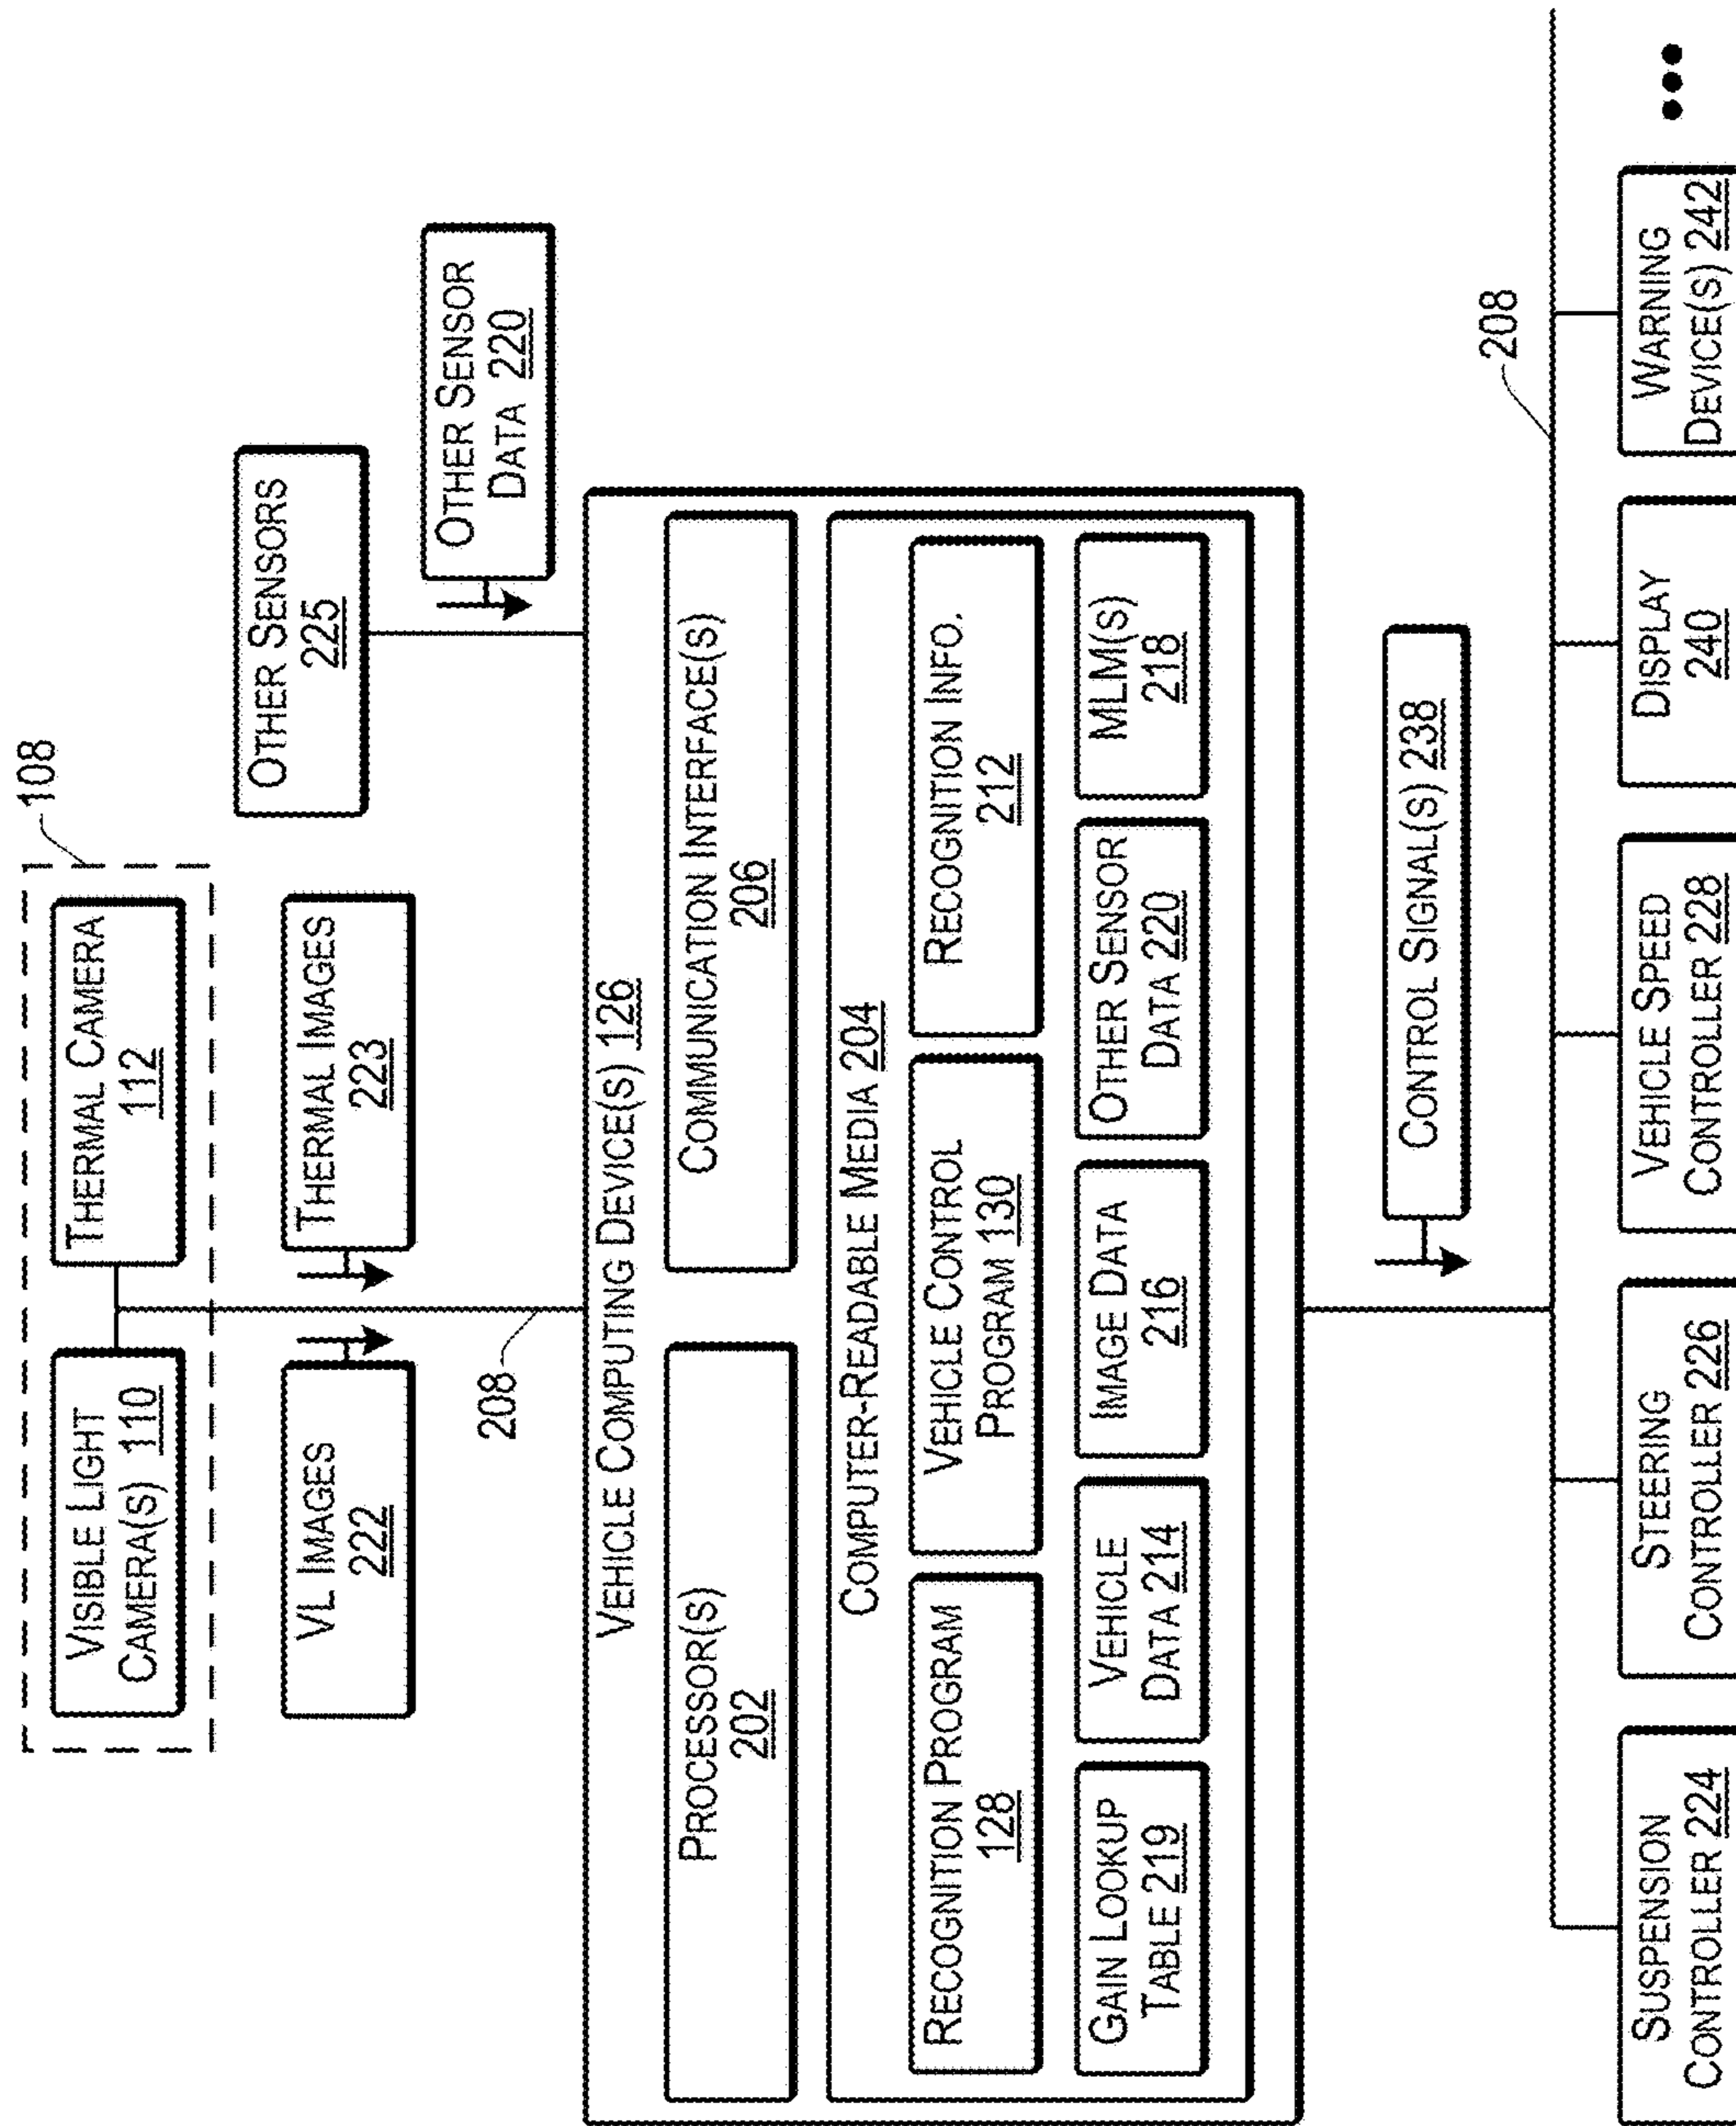 108
VISIBLE LIGHT
CAMERA(S) 110
THERMAL CAMERA
112
OTHER SENSORS
225
VL IMAGES
222
THERMAL IMAGES
223
OTHER SENSOR
DATA 220
208
VEHICLE COMPUTING DEVICE(S) 126
PROCESSOR(S)
202
COMMUNICATION INTERFACE(S)
206
COMPUTER-READABLE MEDIA 204
RECOGNITION PROGRAM
128
VEHICLE CONTROL
PROGRAM 130
RECOGNITION INFO.
212
GAIN LOOKUP
TABLE 219
VEHICLE
DATA 214
IMAGE DATA
216
OTHER SENSOR
DATA 220
MLM(S)
218
CONTROL SIGNAL(S) 238
208
SUSPENSION
CONTROLLER 224
STEERING
CONTROLLER 226
VEHICLE SPEED
CONTROLLER 228
DISPLAY
240
WARNING
DEVICE(S) 242
•••